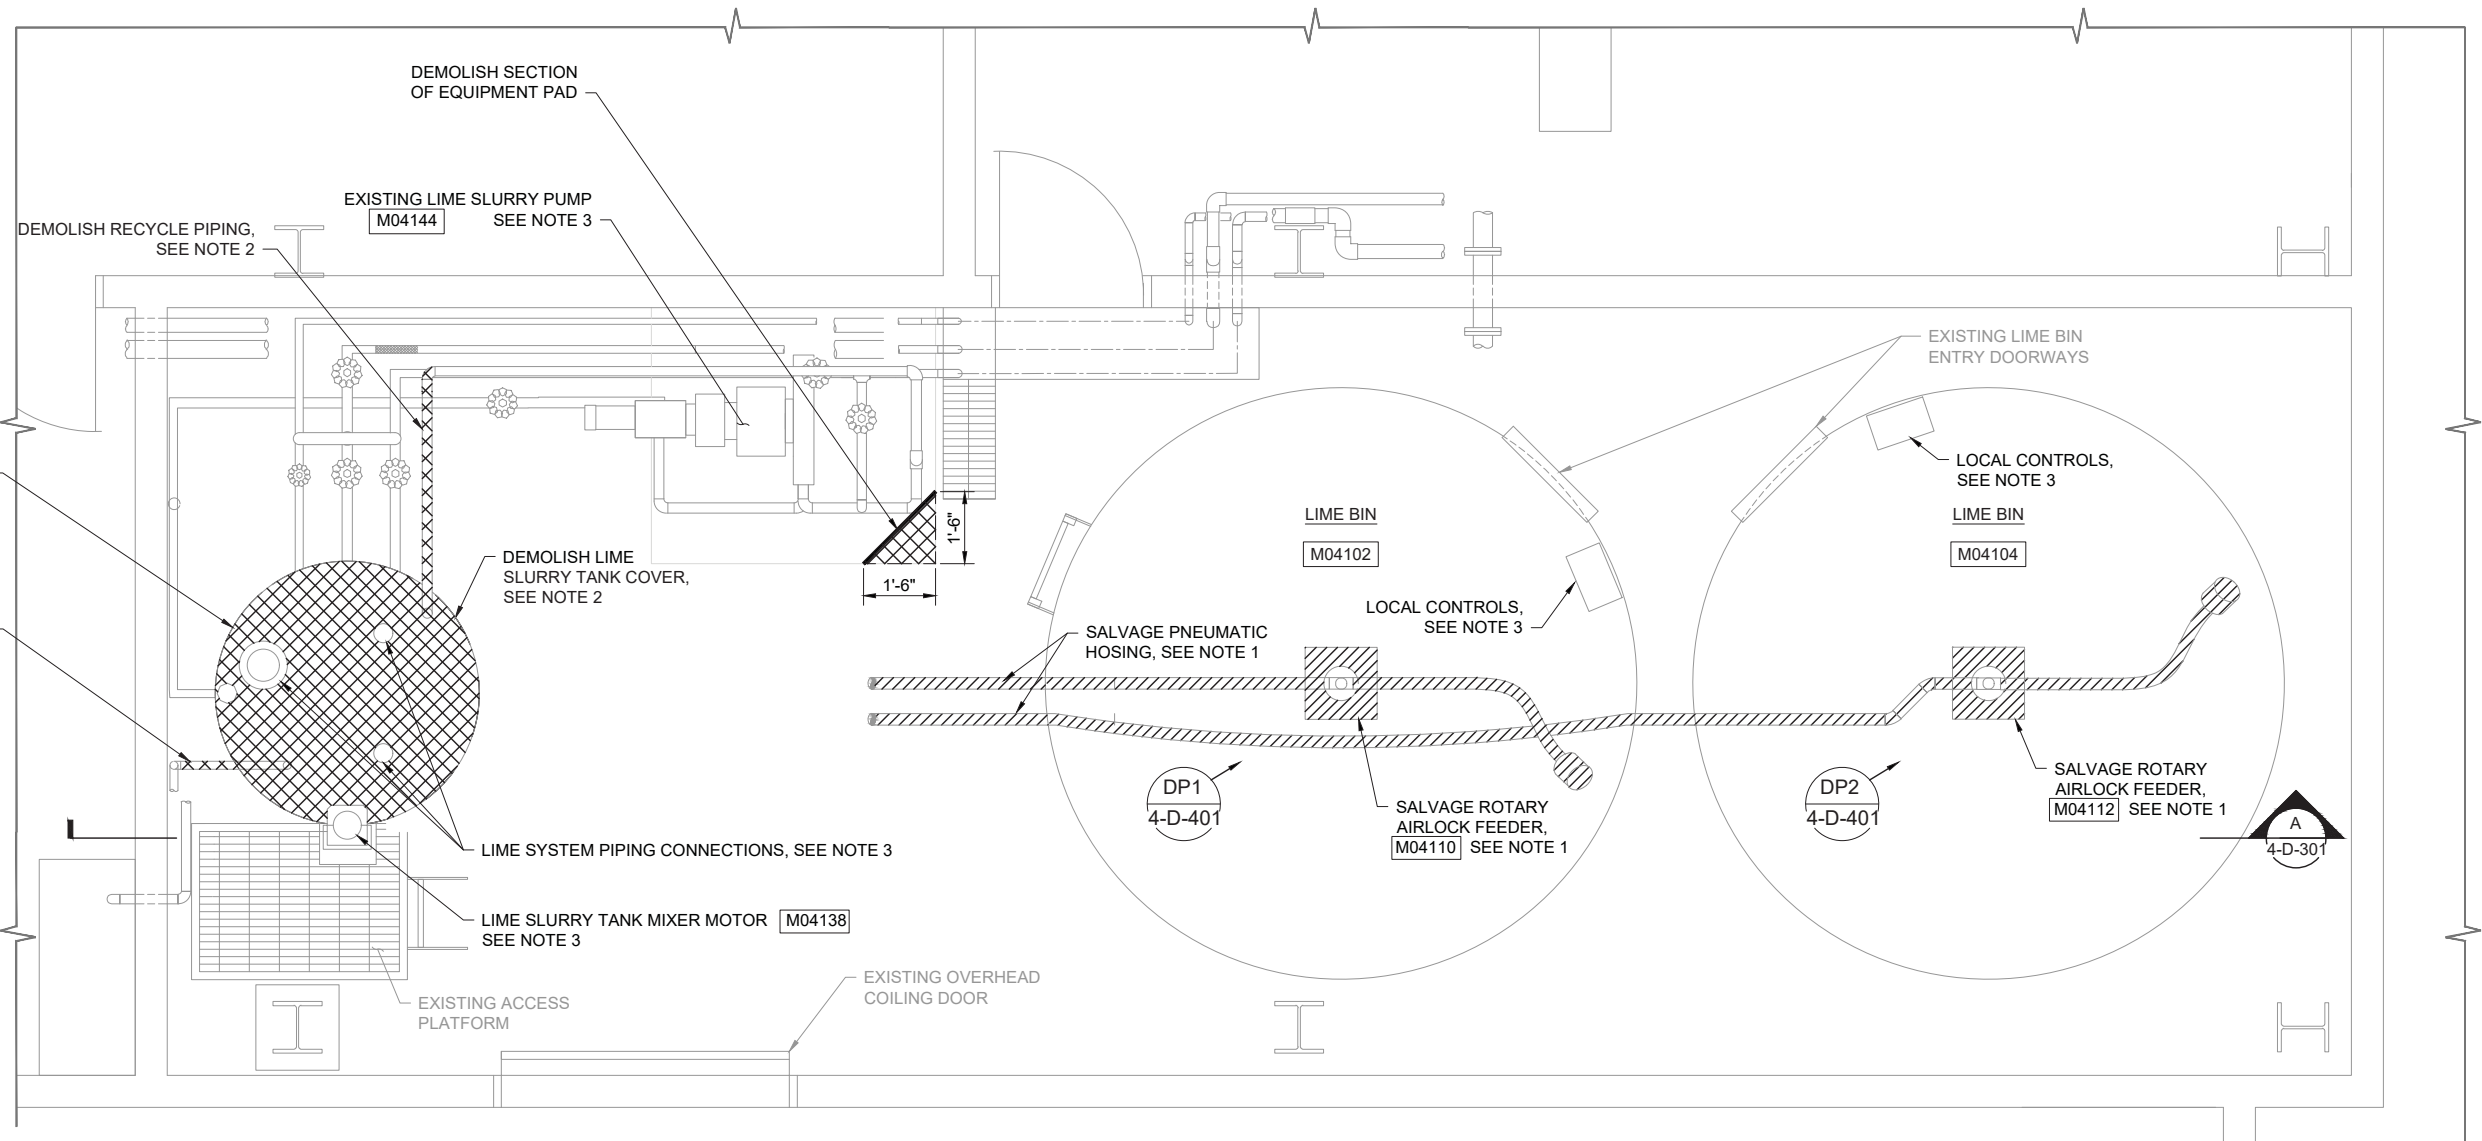 DEMOLISH SECTION
OF EQUIPMENT PAD
EXISTING LIME SLURRY PUMP
M04144 SEE NOTE 3
DEMOLISH RECYCLE PIPING,
SEE NOTE 2
EXISTING LIME BIN
ENTRY DOORWAYS
LOCAL CONTROLS,
SEE NOTE 3
LIME BIN
M04102
LIME BIN
M04104
1'-6"
1'-6"
DEMOLISH LIME
SLURRY TANK COVER,
SEE NOTE 2
LOCAL CONTROLS,
SEE NOTE 3
SALVAGE PNEUMATIC
HOSING, SEE NOTE 1
DP1
4-D-401
DP2
4-D-401
SALVAGE ROTARY
AIRLOCK FEEDER,
M04110 SEE NOTE 1
SALVAGE ROTARY
AIRLOCK FEEDER,
M04112 SEE NOTE 1
A
4-D-301
LIME SYSTEM PIPING CONNECTIONS, SEE NOTE 3
LIME SLURRY TANK MIXER MOTOR M04138
SEE NOTE 3
EXISTING ACCESS
PLATFORM
EXISTING OVERHEAD
COILING DOOR